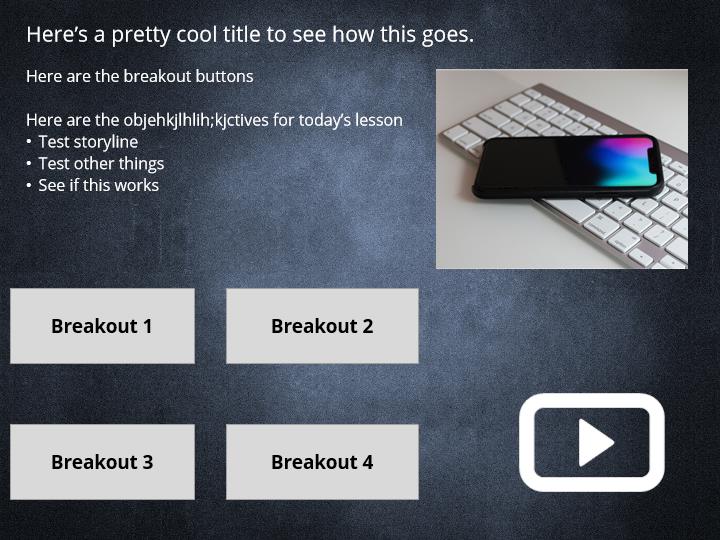 Here’s a pretty cool title to see how this goes.
Here are the breakout buttons
Here are the objehkjlhlih;kjctives for today’s lesson
• Test storyline
• Test other things
• See if this works
Breakout 1
Breakout 2
Breakout 3
Breakout 4